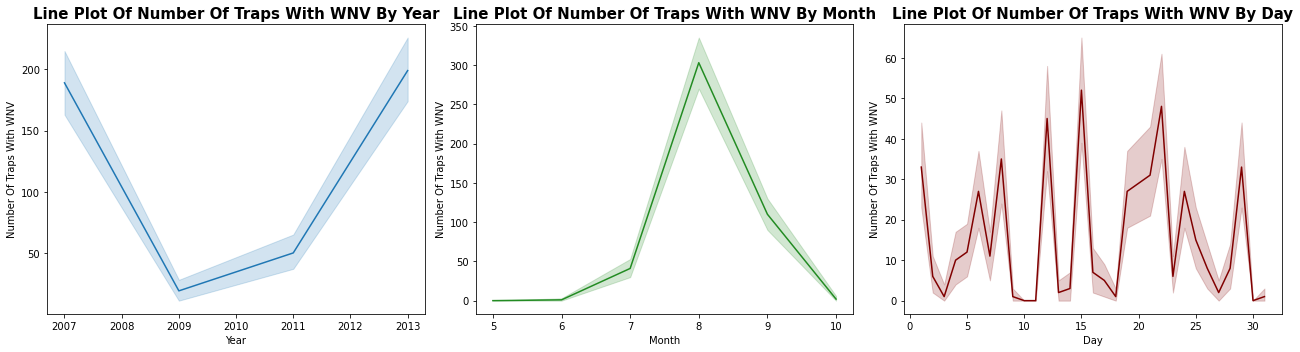 Line Plot Of Number Of Traps With WNV By Year
Number Of Traps With WNV
200
150
100
50
2007 2008 2009 2010 2011 2012 2013
Year
Line Plot Of Number Of Traps With WNV By Month
Number Of Traps With WNV
350
300
250
200
150
100
50
0
5 6 7 8 9 10
Month
Line Plot Of Number Of Traps With WNV By Day
Number Of Traps With WNV
60
50
40
30
20
10
0
0 5 10 15 20 25 30
Day